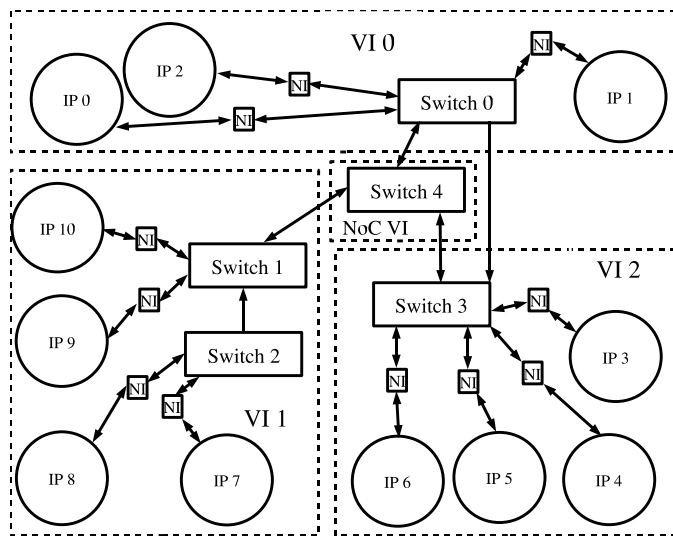 VI 0
IP 2
NI
NI
IP 0
NI
Switch 0
IP 1
Switch 4
NoC VI
IP 10
NI
Switch 1
NI
IP 9
Switch 2
NI
NI
VI 1
IP 8
IP 7
VI 2
Switch 3
NI
IP 3
NI
NI
NI
IP 6
IP 5
IP 4